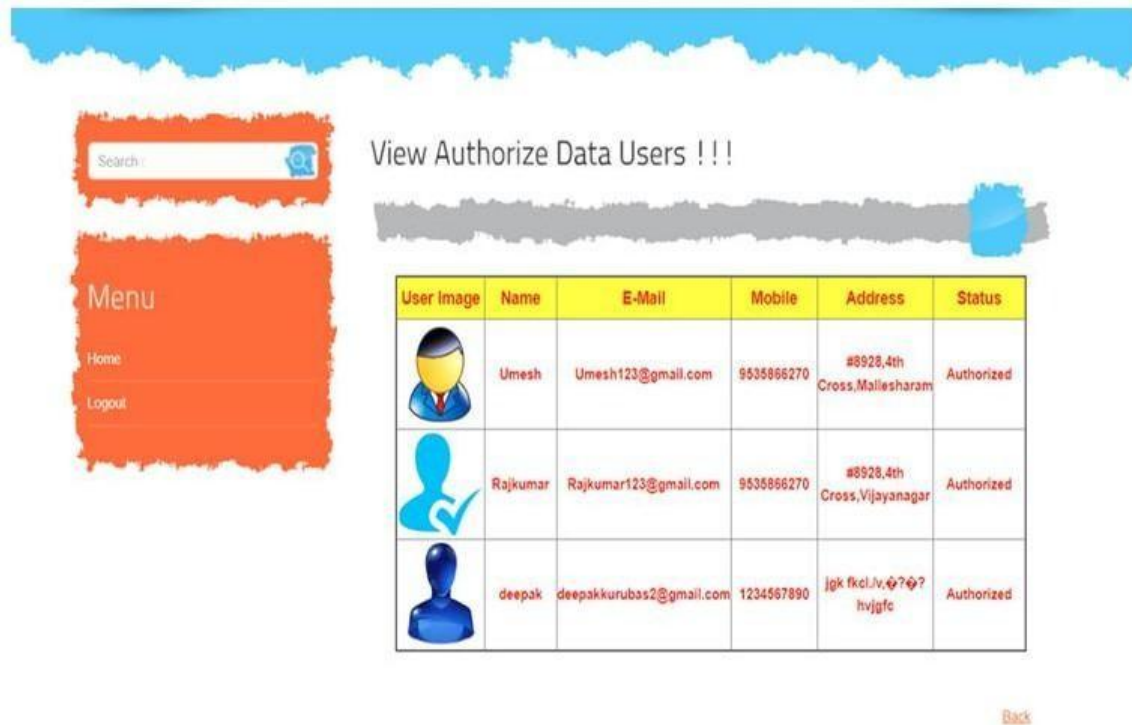 Search
View Authorize Data Users !!!
Menu
Home
Logout
User Image Name E-Mail Mobile Address Status
Umesh Umesh123@gmail.com 9535866270 #8928,4th Cross,Mallesharam Authorized
Rajkumar Rajkumar123@gmail.com 9535866270 #8928,4th Cross,Vijayanagar Authorized
deepak deepakkurubas2@gmail.com 1234567890 jgk fkcl./v,�?�? hvjgfc Authorized
Back